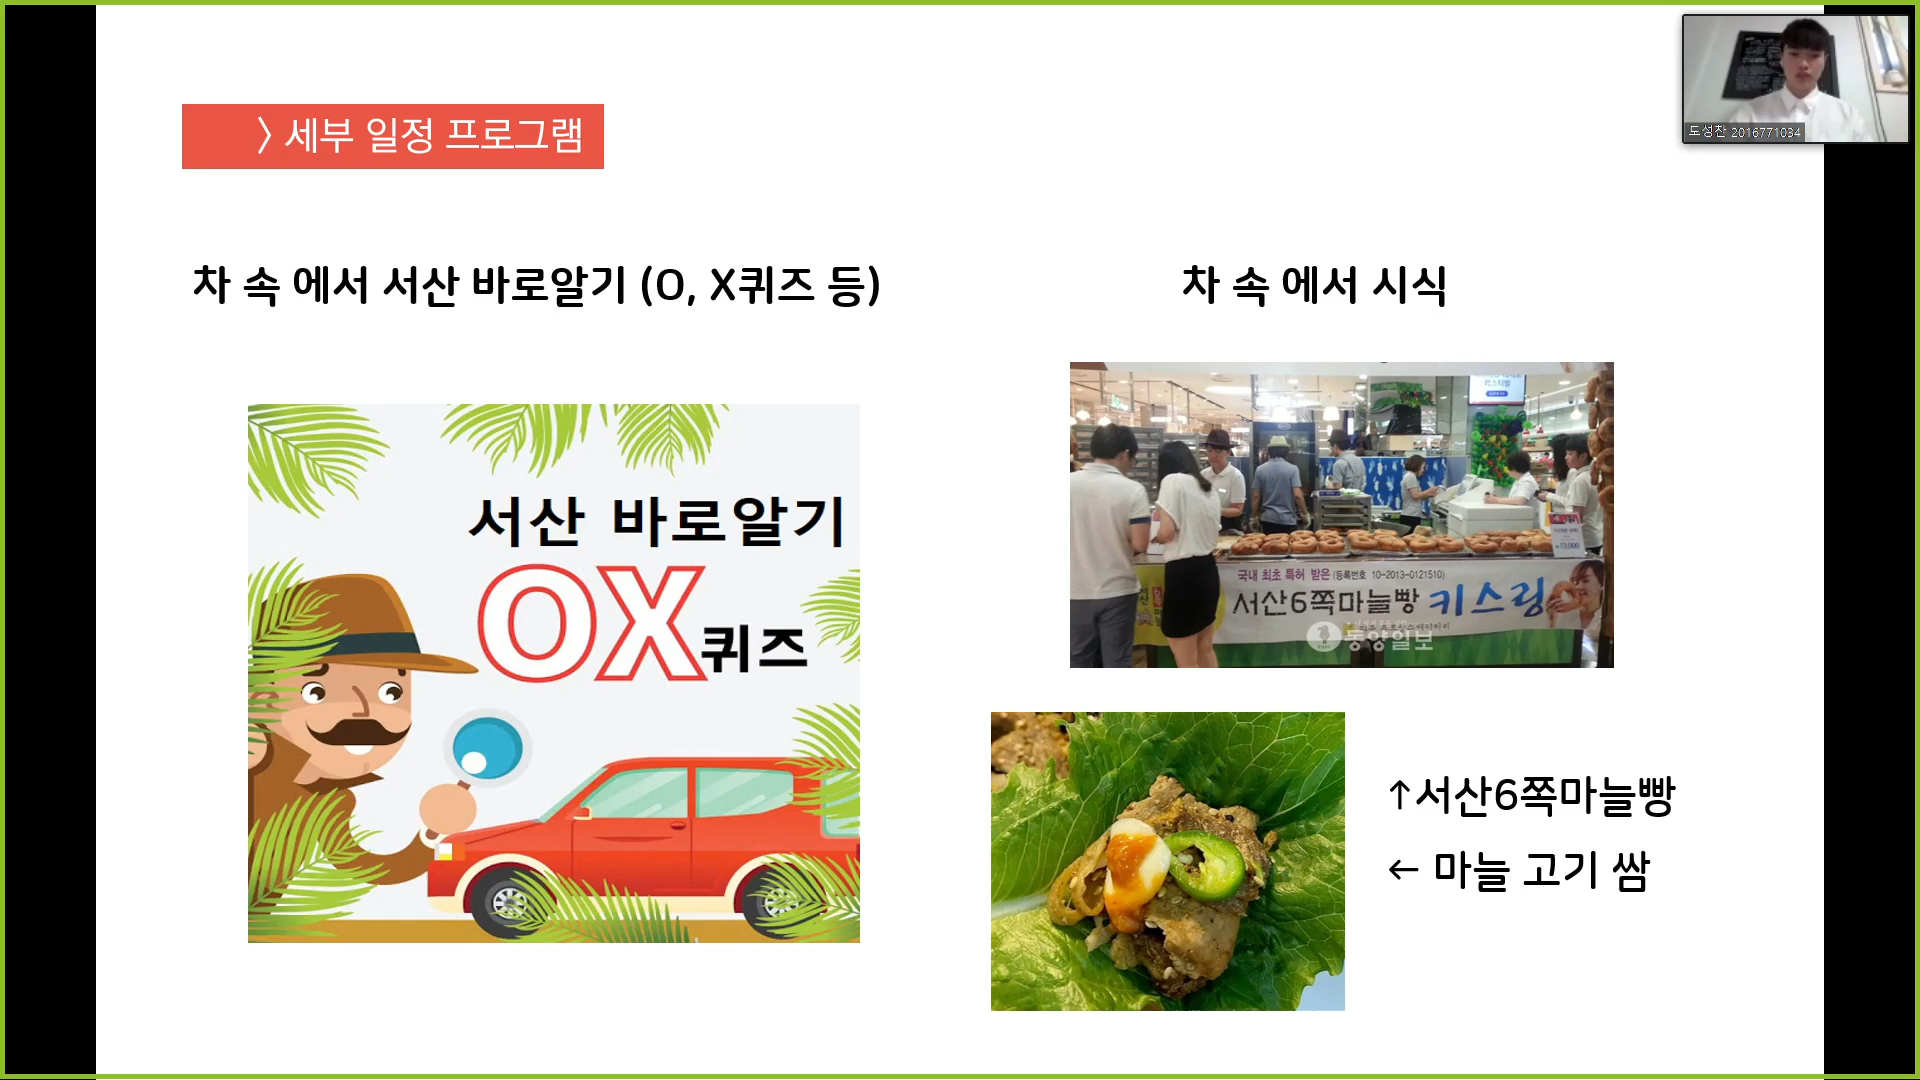 〉세부 일정 프로그램
도성찬 2016771034
차 속 에서 서산 바로알기 (O, X퀴즈 등)
차 속 에서 시식
서산 바로알기
OX퀴즈
국내 최초 특허 받은 (등록번호 10-2013-0121510)
서산6쪽마늘빵 키스링
동양일보
↑서산6쪽마늘빵
← 마늘 고기 쌈